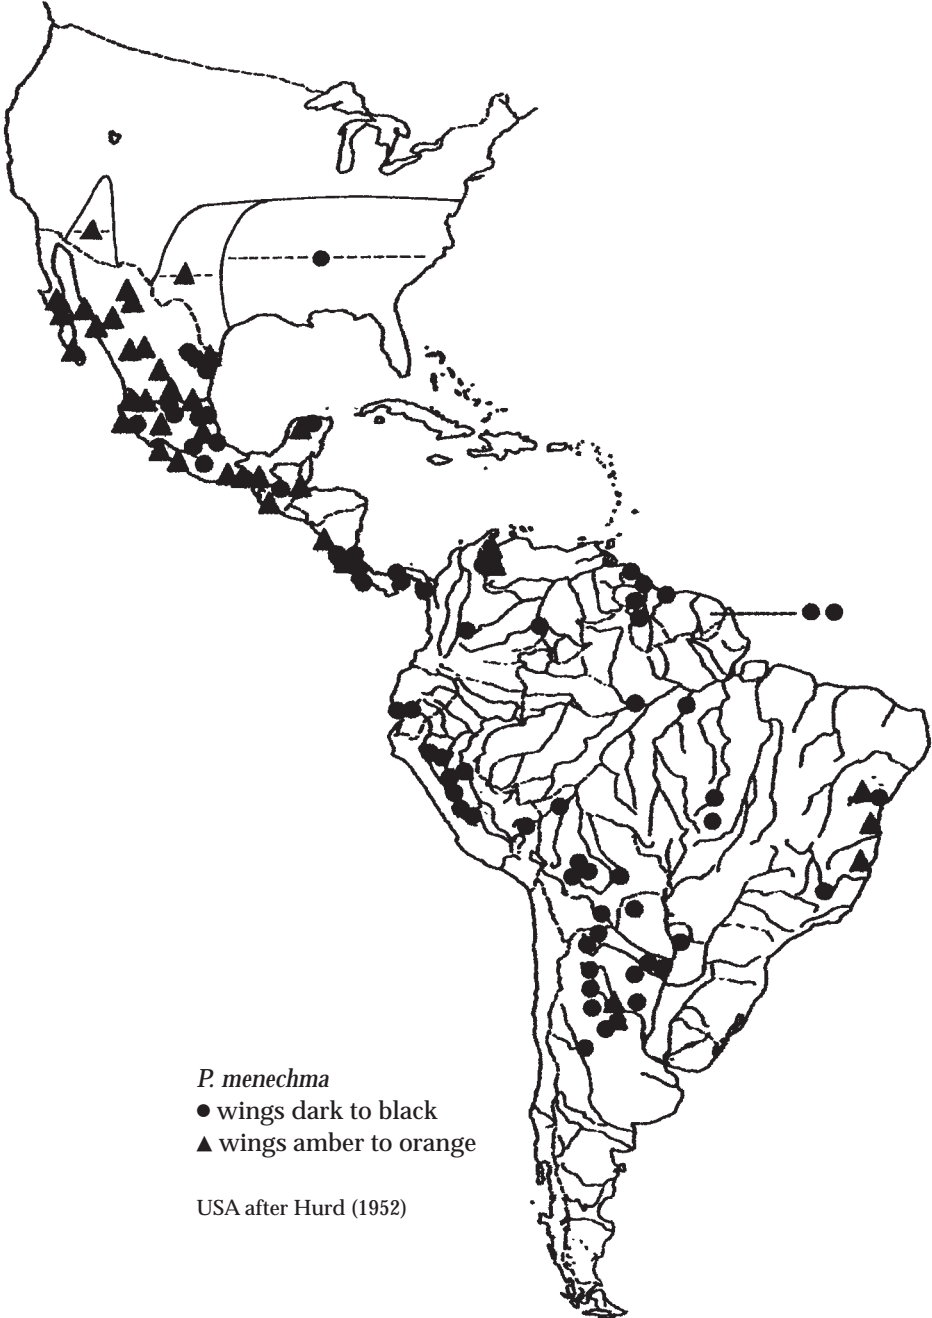 P. menechma
● wings dark to black
▲ wings amber to orange
USA after Hurd (1952)